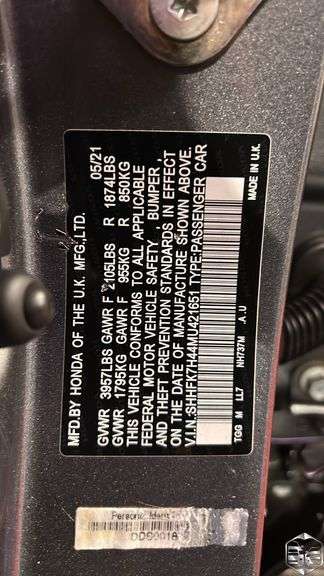 MFD.BY HONDA OF THE U.K. MFG.,LTD. 05/21
GVWR 3957LBS GAWR F 2105LBS R 1874LBS
GVWR 1795KG GAWR F 955KG R 850KG
THIS VEHICLE CONFORMS TO ALL APPLICABLE
FEDERAL MOTOR VEHICLE SAFETY , BUMPER ,
AND THEFT PREVENTION STANDARDS IN EFFECT
ON THE DATE OF MANUFACTURE SHOWN ABOVE.
V.I.N.:SHHFK7H44MU421651 TYPE:PASSENGER CAR
TGG M LL7 NH737M .A .U MADE IN U.K.
DDS0018